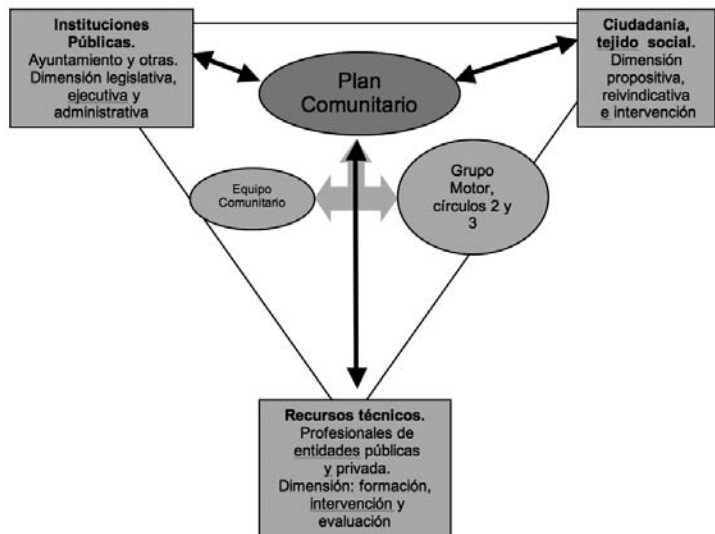 Instituciones
Públicas.
Ayuntamiento y otras.
Dimensión legislativa,
ejecutiva y
administrativa
Plan
Comunitario
Ciudadanía,
tejido social.
Dimensión
propositiva,
reivindicativa
e intervención
Equipo
Comunitario
Grupo
Motor,
círculos 2 y
3
Recursos técnicos.
Profesionales de
entidades públicas
y privada.
Dimensión: formación,
intervención y
evaluación